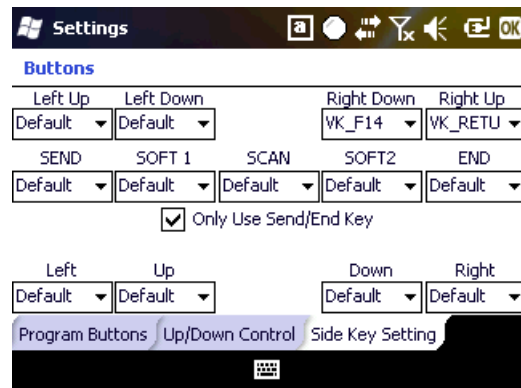 Settings a OK
Buttons
Left Up Left Down Right Down Right Up
Default Default VK_F14 VK_RETU
SEND SOFT 1 SCAN SOFT2 END
Default Default Default Default Default
Only Use Send/End Key
Left Up Down Right
Default Default Default Default
Program Buttons Up/Down Control Side Key Setting